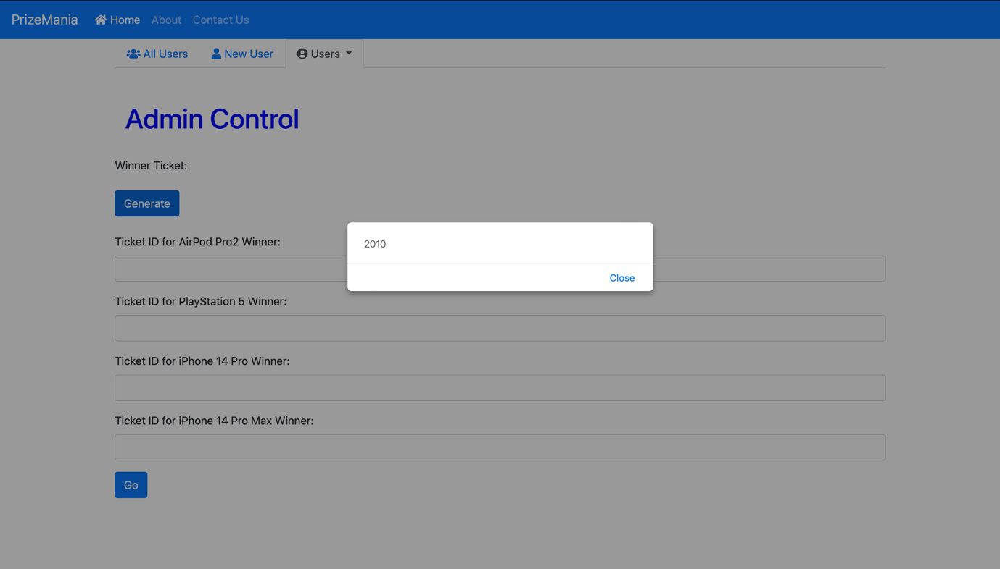 PrizeMania Home About Contact Us
All Users New User Users
Admin Control
Winner Ticket:
Generate
Ticket ID for AirPod Pro2 Winner:
2010
Close
Ticket ID for PlayStation 5 Winner:
Ticket ID for iPhone 14 Pro Winner:
Ticket ID for iPhone 14 Pro Max Winner:
Go